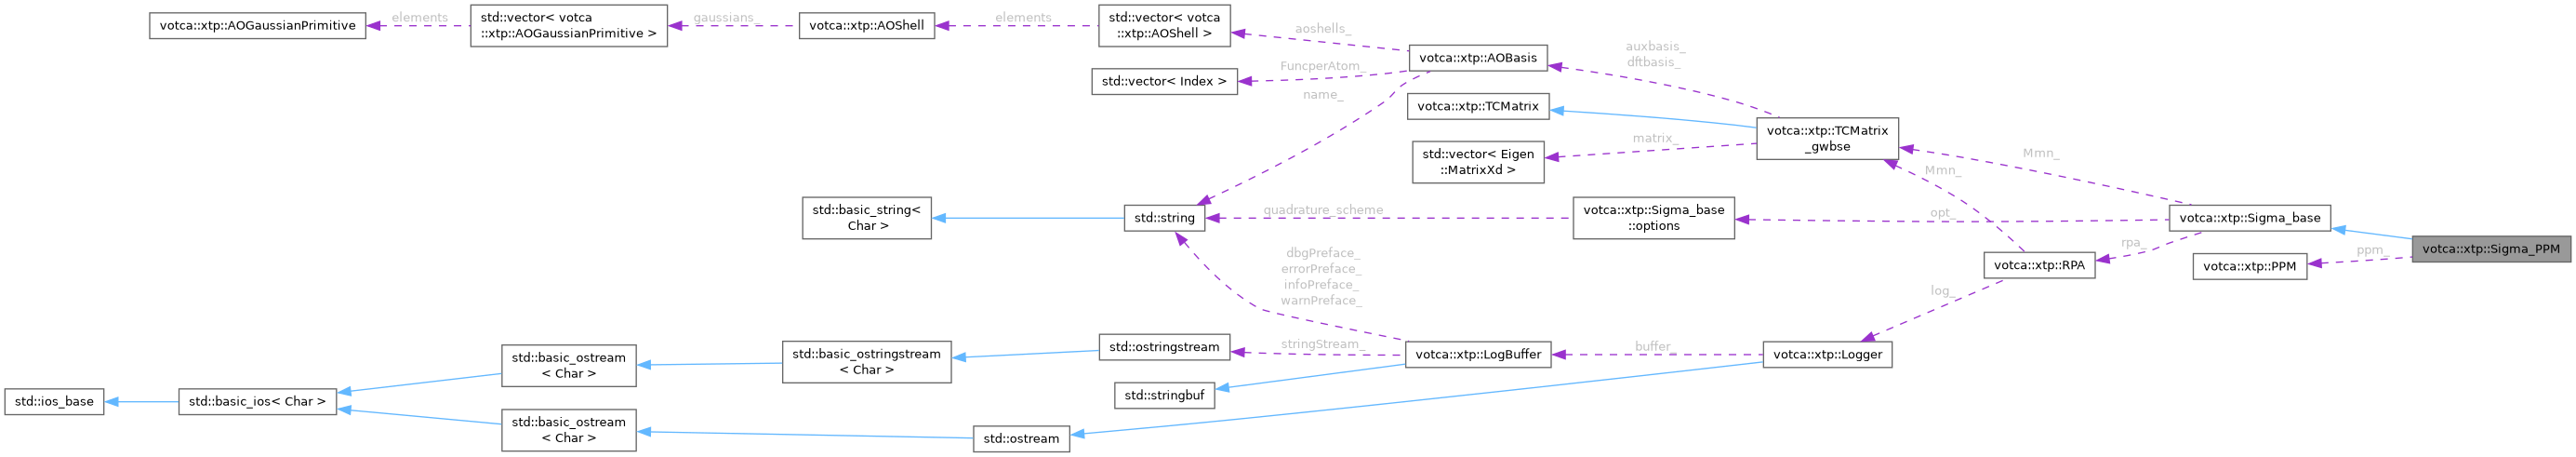 votca::xtp::AOGaussianPrimitive
elements
std::vector< votca
::xtp::AOGaussianPrimitive >
gaussians_
votca::xtp::AOShell
elements
std::vector< votca
::xtp::AOShell >
aoshells_
votca::xtp::AOBasis
FuncperAtom_
std::vector< Index >
name_
auxbasis_
dftbasis_
votca::xtp::TCMatrix
votca::xtp::TCMatrix
_gwbse
matrix_
std::vector< Eigen
::MatrixXd >
Mmn_
Mmn_
std::basic_string<
Char >
std::string
quadrature_scheme
votca::xtp::Sigma_base
::options
opt_
votca::xtp::Sigma_base
rpa_
votca::xtp::Sigma_PPM
ppm_
votca::xtp::PPM
votca::xtp::RPA
log_
dbgPreface_
errorPreface_
infoPreface_
warnPreface_
stringStream_
votca::xtp::LogBuffer
buffer_
votca::xtp::Logger
std::ostringstream
std::basic_ostringstream
< Char >
std::basic_ostream
< Char >
std::stringbuf
std::ios_base
std::basic_ios< Char >
std::basic_ostream
< Char >
std::ostream